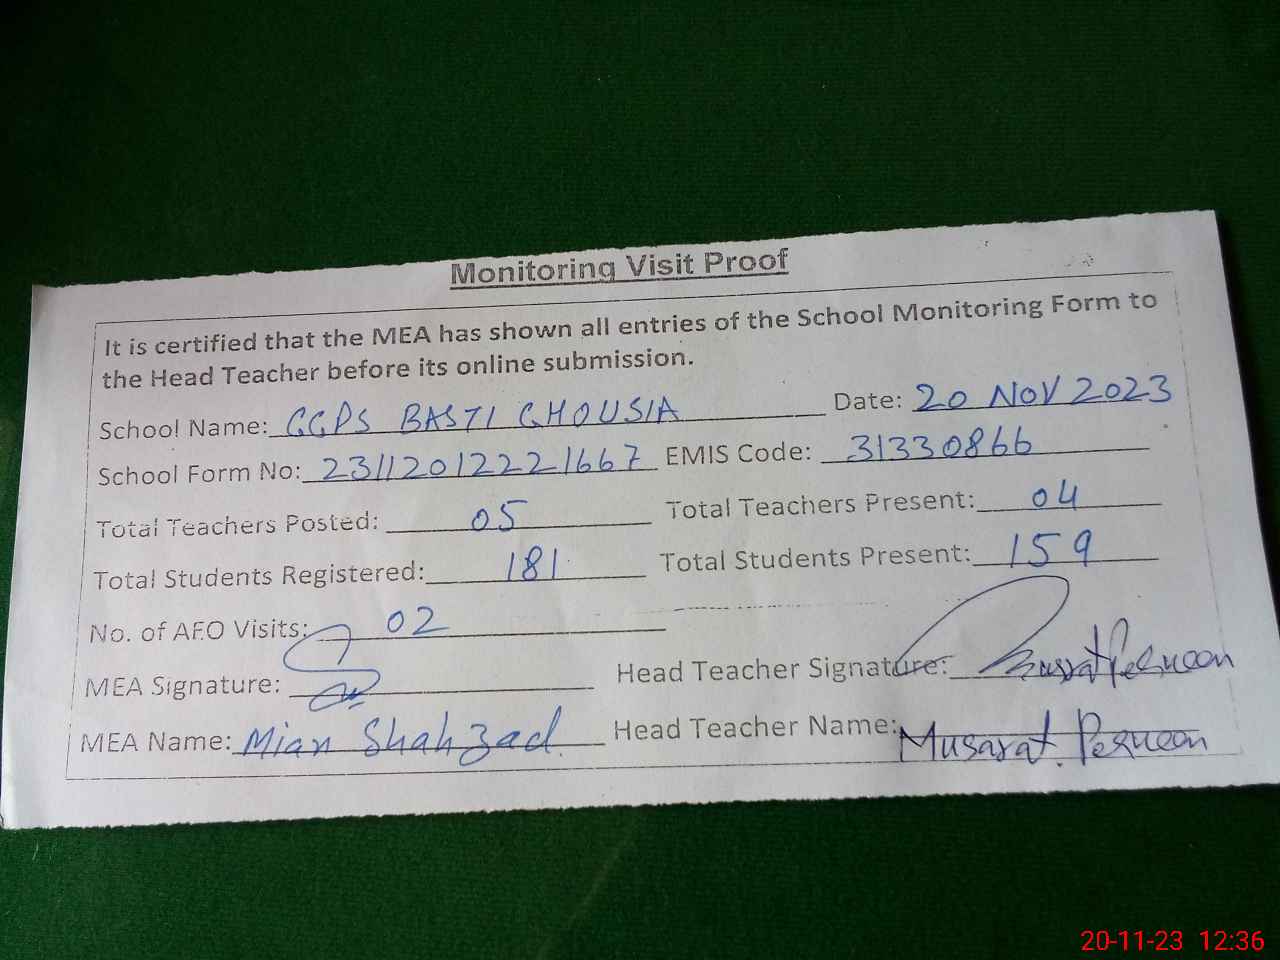 Monitoring Visit Proof
It is certified that the MEA has shown all entries of the School Monitoring Form to
the Head Teacher before its online submission.
School Name: GGPS BASTI GHOUSIA Date: 20 NOV 2023
School Form No: 23112012221667 EMIS Code: 31330866
Total Teachers Posted: 05 Total Teachers Present: 04
Total Students Registered: 181 Total Students Present: 159
No. of AEO Visits: 02
MEA Signature: Head Teacher Signature: Musarat Perueen
MEA Name: Mian Shahzad Head Teacher Name: Musarat. Perueen
20-11-23 12:36